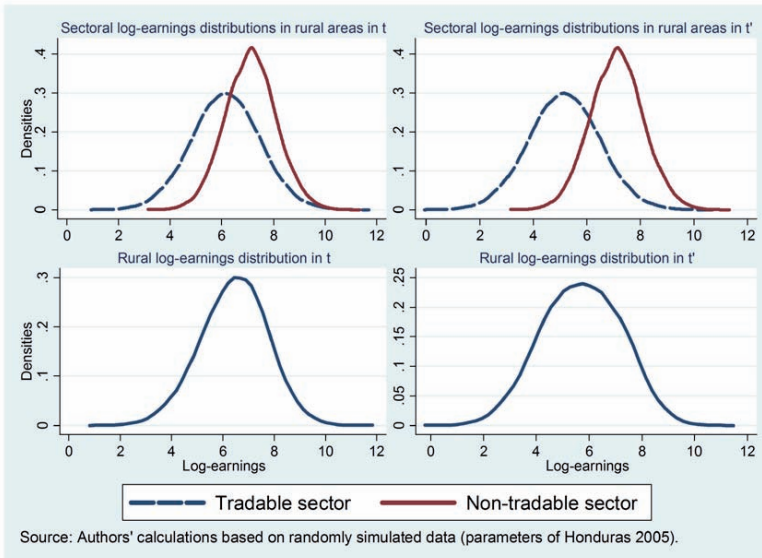 Sectoral log-earnings distributions in rural areas in t
Densities
0 .1 .2 .3 .4
0 2 4 6 8 10 12
Sectoral log-earnings distributions in rural areas in t'
0 .1 .2 .3 .4
0 2 4 6 8 10 12
Rural log-earnings distribution in t
Densities
0 .1 .2 .3
0 2 4 6 8 10 12
Log-earnings
Rural log-earnings distribution in t'
0 .05 .1 .15 .2 .25
0 2 4 6 8 10 12
Log-earnings
Tradable sector Non-tradable sector
Source: Authors' calculations based on randomly simulated data (parameters of Honduras 2005).